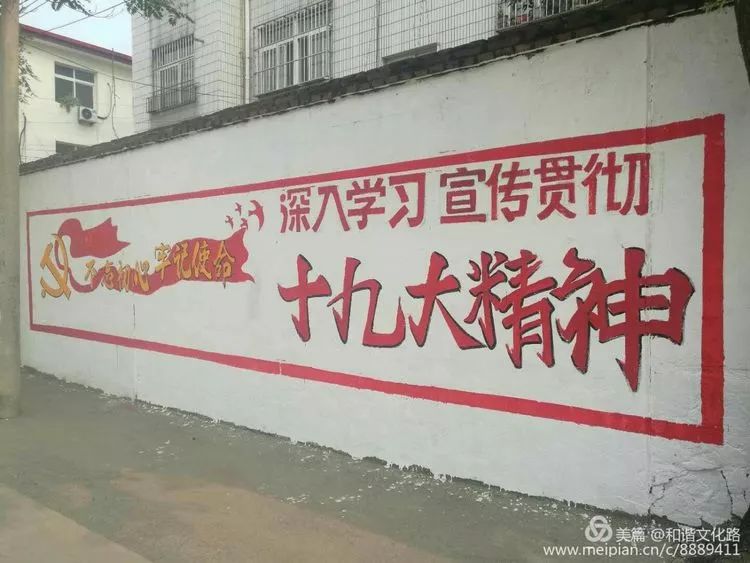 深入学习 宣传贯彻
十九大精神
不忘初心 牢记使命
美篇 @和谐文化路
www.meipian.cn/c/8889411